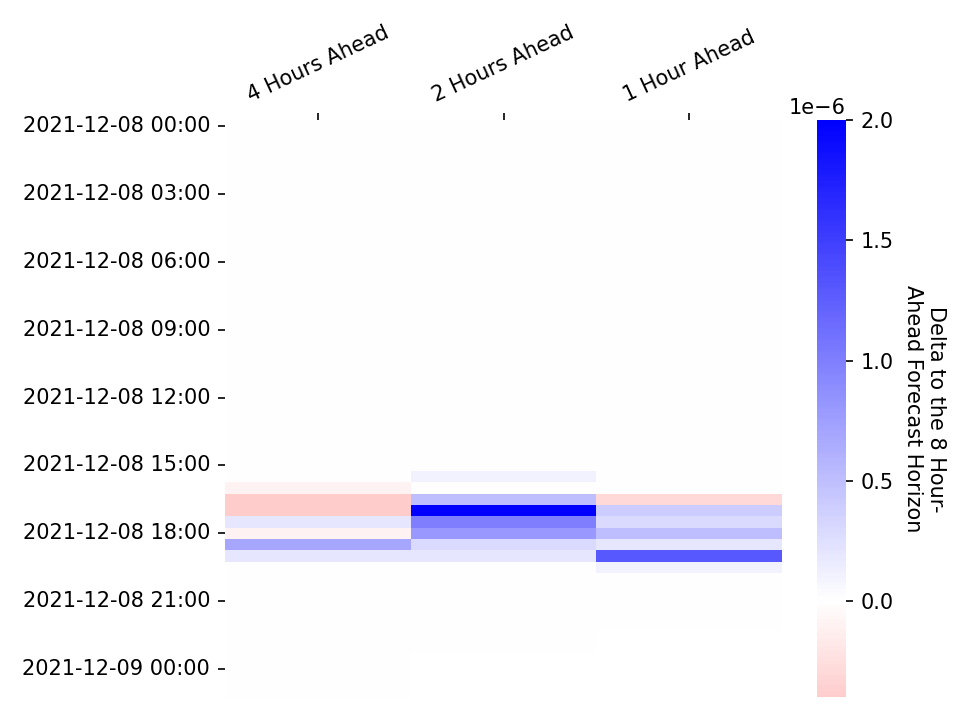 4 Hours Ahead
2 Hours Ahead
1 Hour Ahead
1e−6
2021-12-08 00:00
2021-12-08 03:00
2021-12-08 06:00
2021-12-08 09:00
2021-12-08 12:00
2021-12-08 15:00
2021-12-08 18:00
2021-12-08 21:00
2021-12-09 00:00
2.0
1.5
1.0
0.5
0.0
Delta to the 8 Hour-
Ahead Forecast Horizon